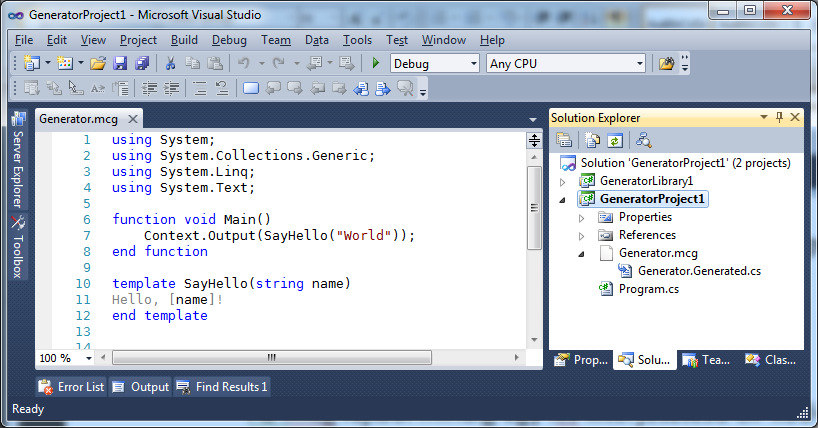 GeneratorProject1 - Microsoft Visual Studio
File Edit View Project Build Debug Team Data Tools Test Window Help
Debug Any CPU
Server Explorer
Toolbox
Generator.mcg
1 using System;
2 using System.Collections.Generic;
3 using System.Linq;
4 using System.Text;
5
6 function void Main()
7 Context.Output(SayHello("World"));
8 end function
9
10 template SayHello(string name)
11 Hello, [name]!
12 end template
13
14
100 %
Solution Explorer
Solution 'GeneratorProject1' (2 projects)
GeneratorLibrary1
GeneratorProject1
Properties
References
Generator.mcg
Generator.Generated.cs
Program.cs
Prop... Solu... Tea... Clas...
Error List Output Find Results 1
Ready